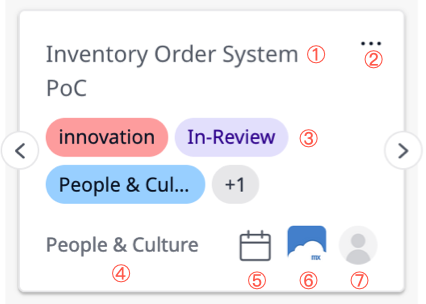 Inventory Order System ①
PoC
②
innovation In-Review ③
People & Cul... +1
People & Culture
④ ⑤ ⑥ ⑦
mx